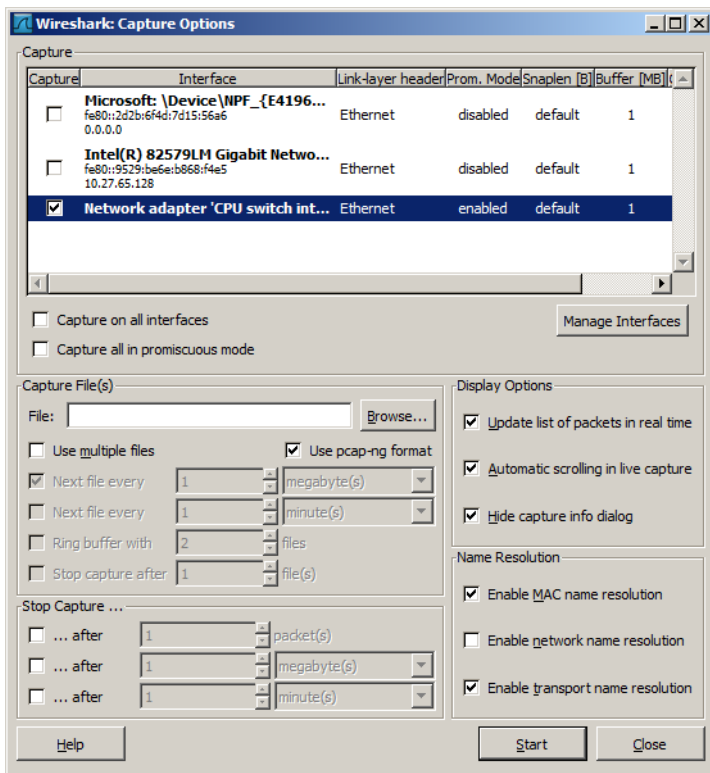 Wireshark: Capture Options
Capture
Capture Interface Link-layer header Prom. Mode Snaplen [B] Buffer [MB]
Microsoft: \Device\NPF_{E4196...
fe80::2d2b:6f4d:7d15:56a6
0.0.0.0
Ethernet disabled default 1
Intel(R) 82579LM Gigabit Netwo...
fe80::9529:be6e:b868:f4e5
10.27.65.128
Ethernet disabled default 1
Network adapter 'CPU switch int... Ethernet enabled default 1
Capture on all interfaces
Manage Interfaces
Capture all in promiscuous mode
Capture File(s)
File: Browse...
Use multiple files Use pcap-ng format
Next file every 1 megabyte(s)
Next file every 1 minute(s)
Ring buffer with 2 files
Stop capture after 1 file(s)
Stop Capture ...
... after 1 packet(s)
... after 1 megabyte(s)
... after 1 minute(s)
Display Options
Update list of packets in real time
Automatic scrolling in live capture
Hide capture info dialog
Name Resolution
Enable MAC name resolution
Enable network name resolution
Enable transport name resolution
Help Start Close